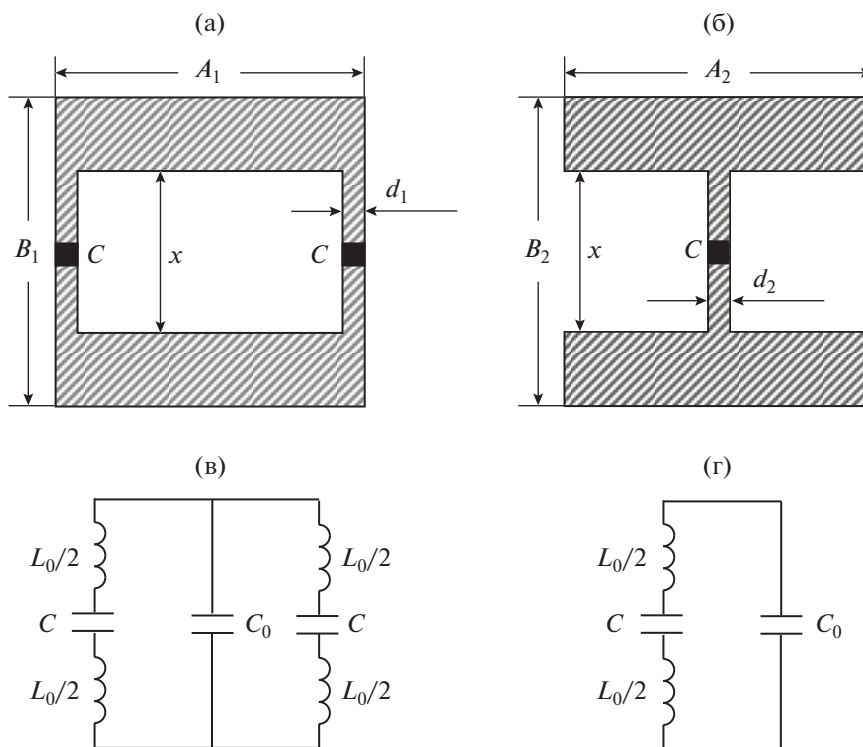 (а)
(б)
A₁
A₂
d₁
B₁
C
x
C
B₂
x
C
d₂
(в)
(г)
L₀/2
L₀/2
L₀/2
C
C₀
C
C
C₀
L₀/2
L₀/2
L₀/2